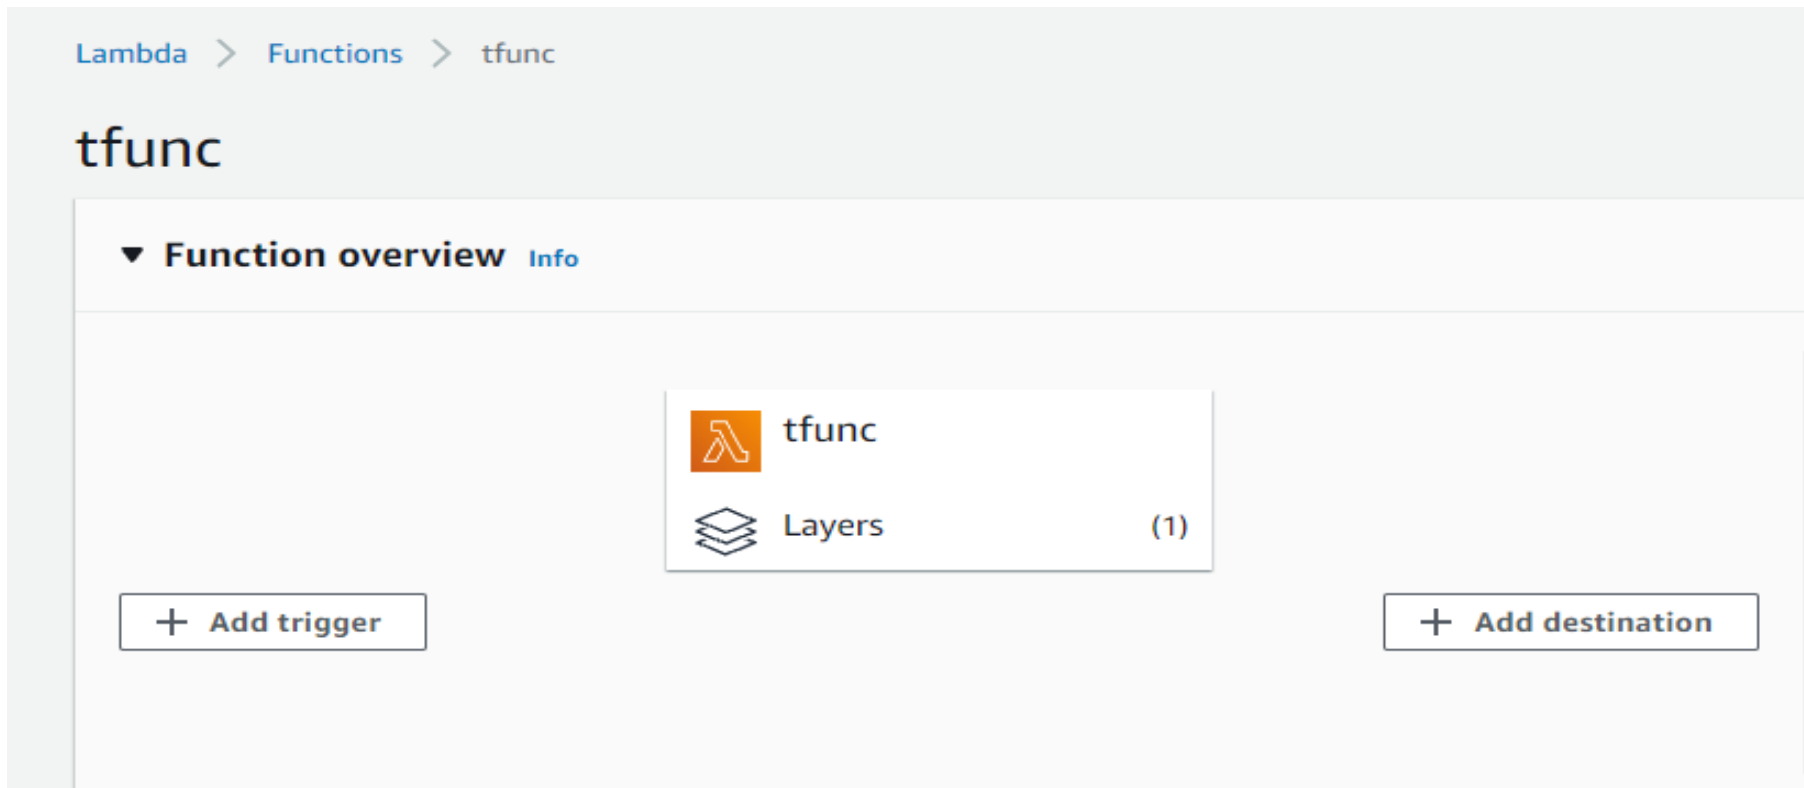 Lambda > Functions > tfunc
tfunc
Function overview Info
tfunc
Layers (1)
+ Add trigger
+ Add destination